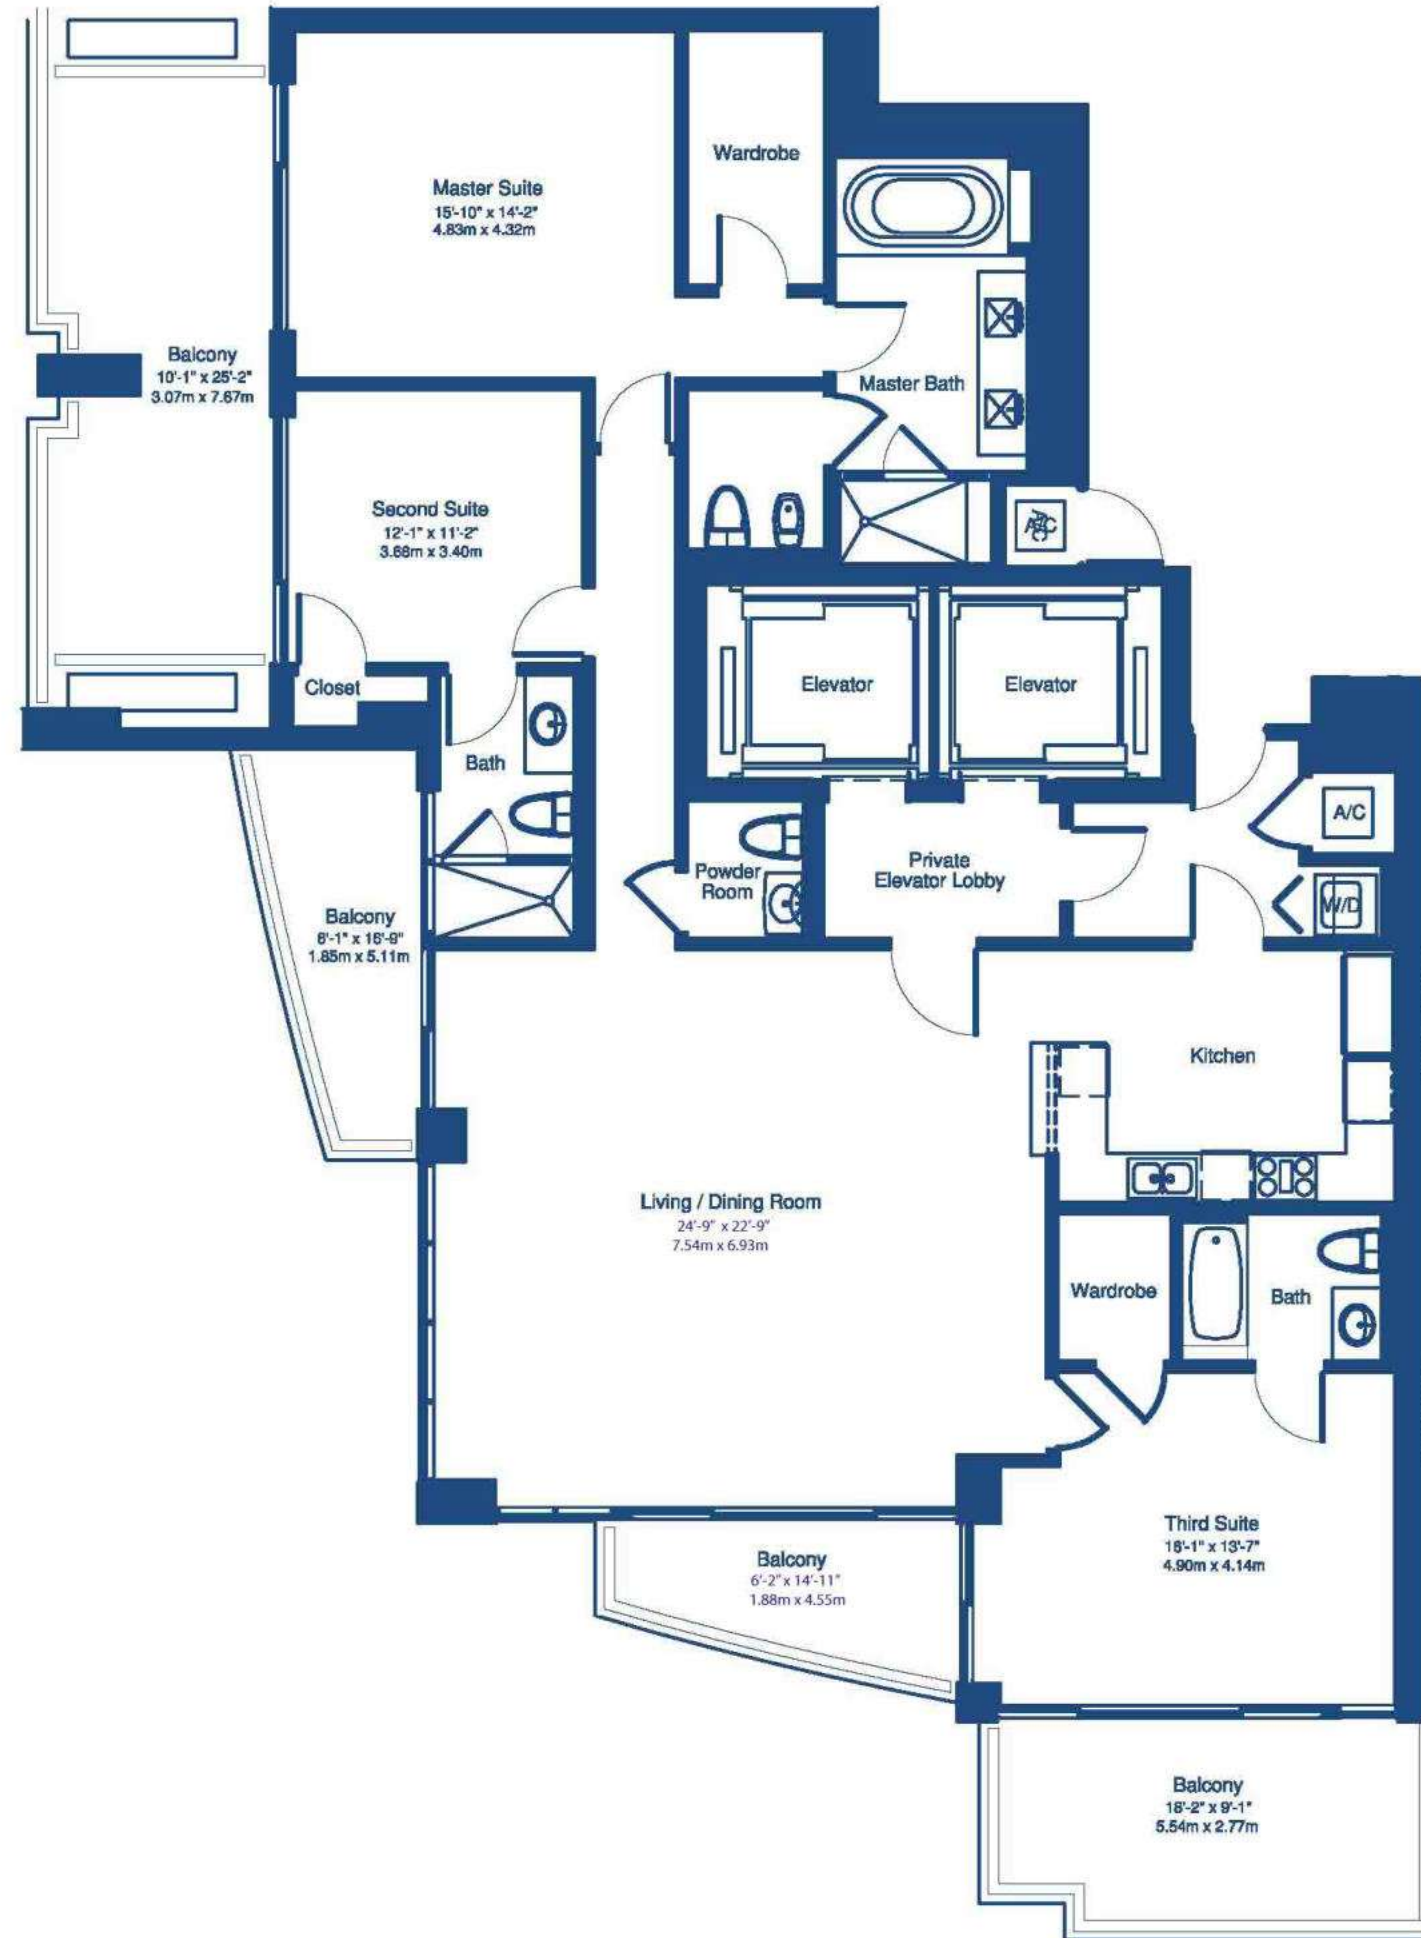 Wardrobe
Master Suite
15'-10" x 14'-2"
4.83m x 4.32m
Balcony
10'-1" x 25'-2"
3.07m x 7.67m
Master Bath
Second Suite
12'-1" x 11'-2"
3.68m x 3.40m
Closet
Elevator
Elevator
Bath
A/C
Powder
Room
Private
Elevator Lobby
W/D
Balcony
6'-1" x 16'-9"
1.85m x 5.11m
Kitchen
Living / Dining Room
24'-9" x 22'-9"
7.54m x 6.93m
Wardrobe
Bath
Third Suite
16'-1" x 13'-7"
4.90m x 4.14m
Balcony
6'-2" x 14'-11"
1.88m x 4.55m
Balcony
18'-2" x 9'-1"
5.54m x 2.77m